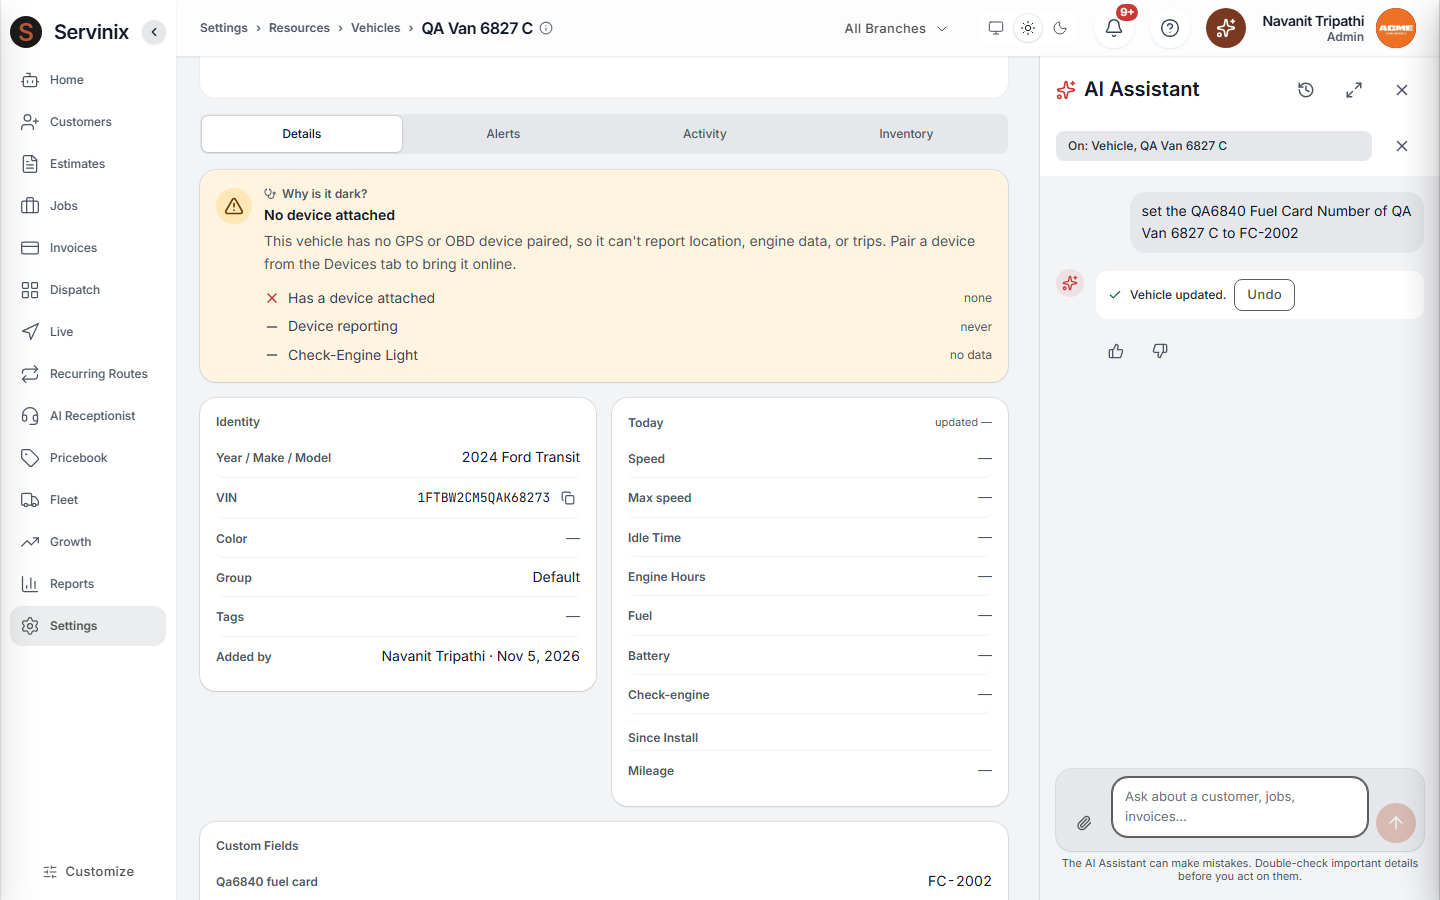 S Servinix
Settings › Resources › Vehicles › QA Van 6827 C
All Branches
9+
Navanit Tripathi
Admin
ACME
Home
Customers
Estimates
Jobs
Invoices
Dispatch
Live
Recurring Routes
AI Receptionist
Pricebook
Fleet
Growth
Reports
Settings
Customize
Details Alerts Activity Inventory
Why is it dark?
No device attached
This vehicle has no GPS or OBD device paired, so it can't report location, engine data, or trips. Pair a device
from the Devices tab to bring it online.
Has a device attached none
Device reporting never
Check-Engine Light no data
Identity
Year / Make / Model 2024 Ford Transit
VIN 1FTBW2CM5QAK68273
Color —
Group Default
Tags —
Added by Navanit Tripathi · Nov 5, 2026
Today updated —
Speed —
Max speed —
Idle Time —
Engine Hours —
Fuel —
Battery —
Check-engine —
Since Install
Mileage —
Custom Fields
Qa6840 fuel card FC-2002
AI Assistant
On: Vehicle, QA Van 6827 C
set the QA6840 Fuel Card Number of QA
Van 6827 C to FC-2002
Vehicle updated. Undo
Ask about a customer, jobs,
invoices...
The AI Assistant can make mistakes. Double-check important details
before you act on them.